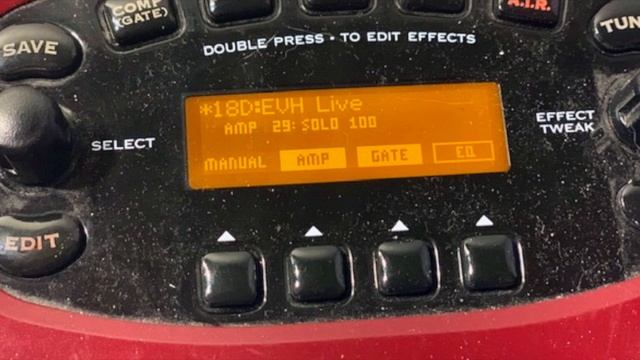 COMP
(GATE)
A.I.R.
TUN
SAVE
DOUBLE PRESS - TO EDIT EFFECTS
*18D:EVH Live
AMP 29: SOLO 100
MANUAL AMP GATE EQ
SELECT
EFFECT
TWEAK
EDIT